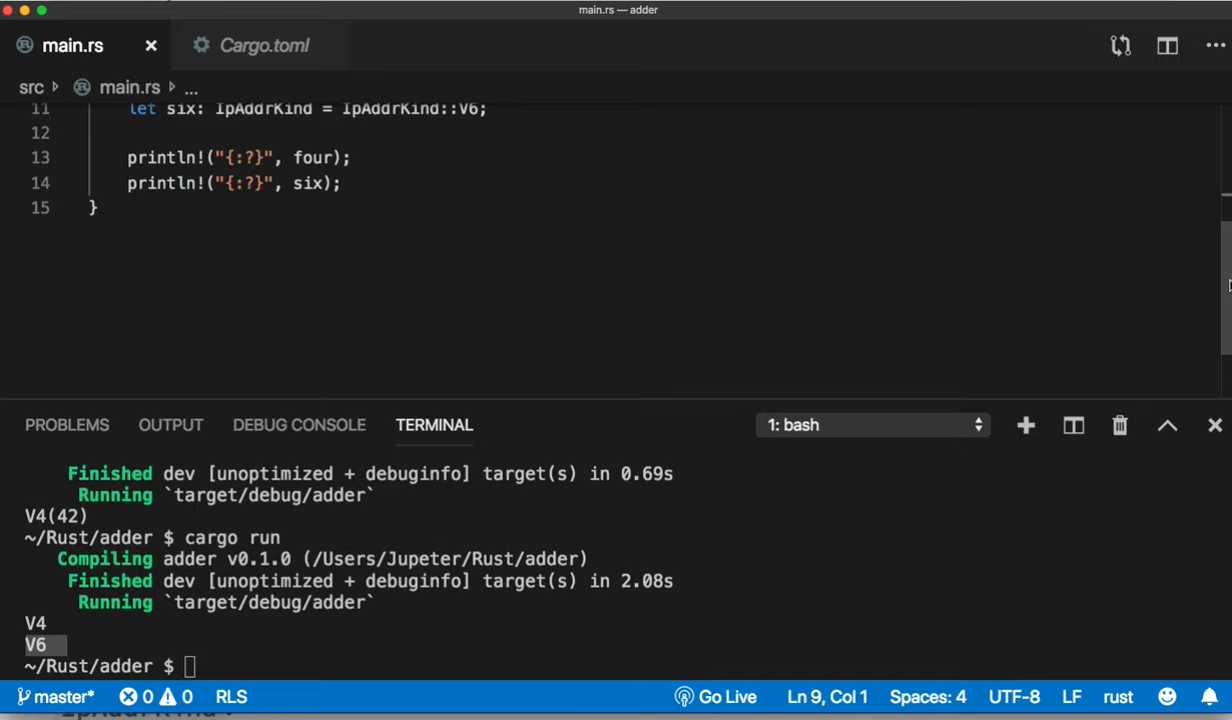 main.rs — adder
main.rs
Cargo.toml
src main.rs ...
11 let six: IpAddrKind = IpAddrKind::V6;
12
13 println!("{:?}", four);
14 println!("{:?}", six);
15 }
PROBLEMS OUTPUT DEBUG CONSOLE TERMINAL 1: bash
Finished dev [unoptimized + debuginfo] target(s) in 0.69s
Running `target/debug/adder`
V4(42)
~/Rust/adder $ cargo run
Compiling adder v0.1.0 (/Users/Jupeter/Rust/adder)
Finished dev [unoptimized + debuginfo] target(s) in 2.08s
Running `target/debug/adder`
V4
V6
~/Rust/adder $
master* 0 0 RLS Go Live Ln 9, Col 1 Spaces: 4 UTF-8 LF rust